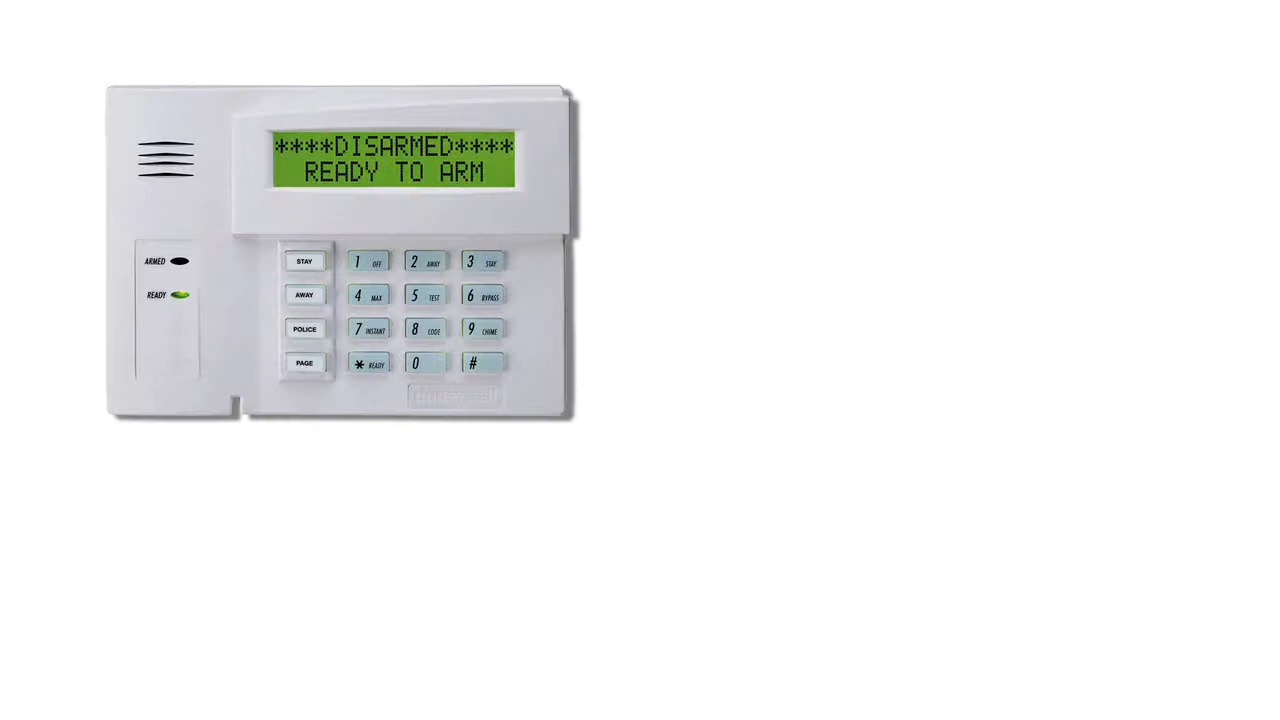 ****DISARMED****
READY TO ARM
ARMED
READY
STAY
1 OFF
2 AWAY
3 STAY
AWAY
4 MAX
5 TEST
6 BYPASS
POLICE
7 INSTANT
8 CODE
9 CHIME
PAGE
* READY
0
#
Honeywell